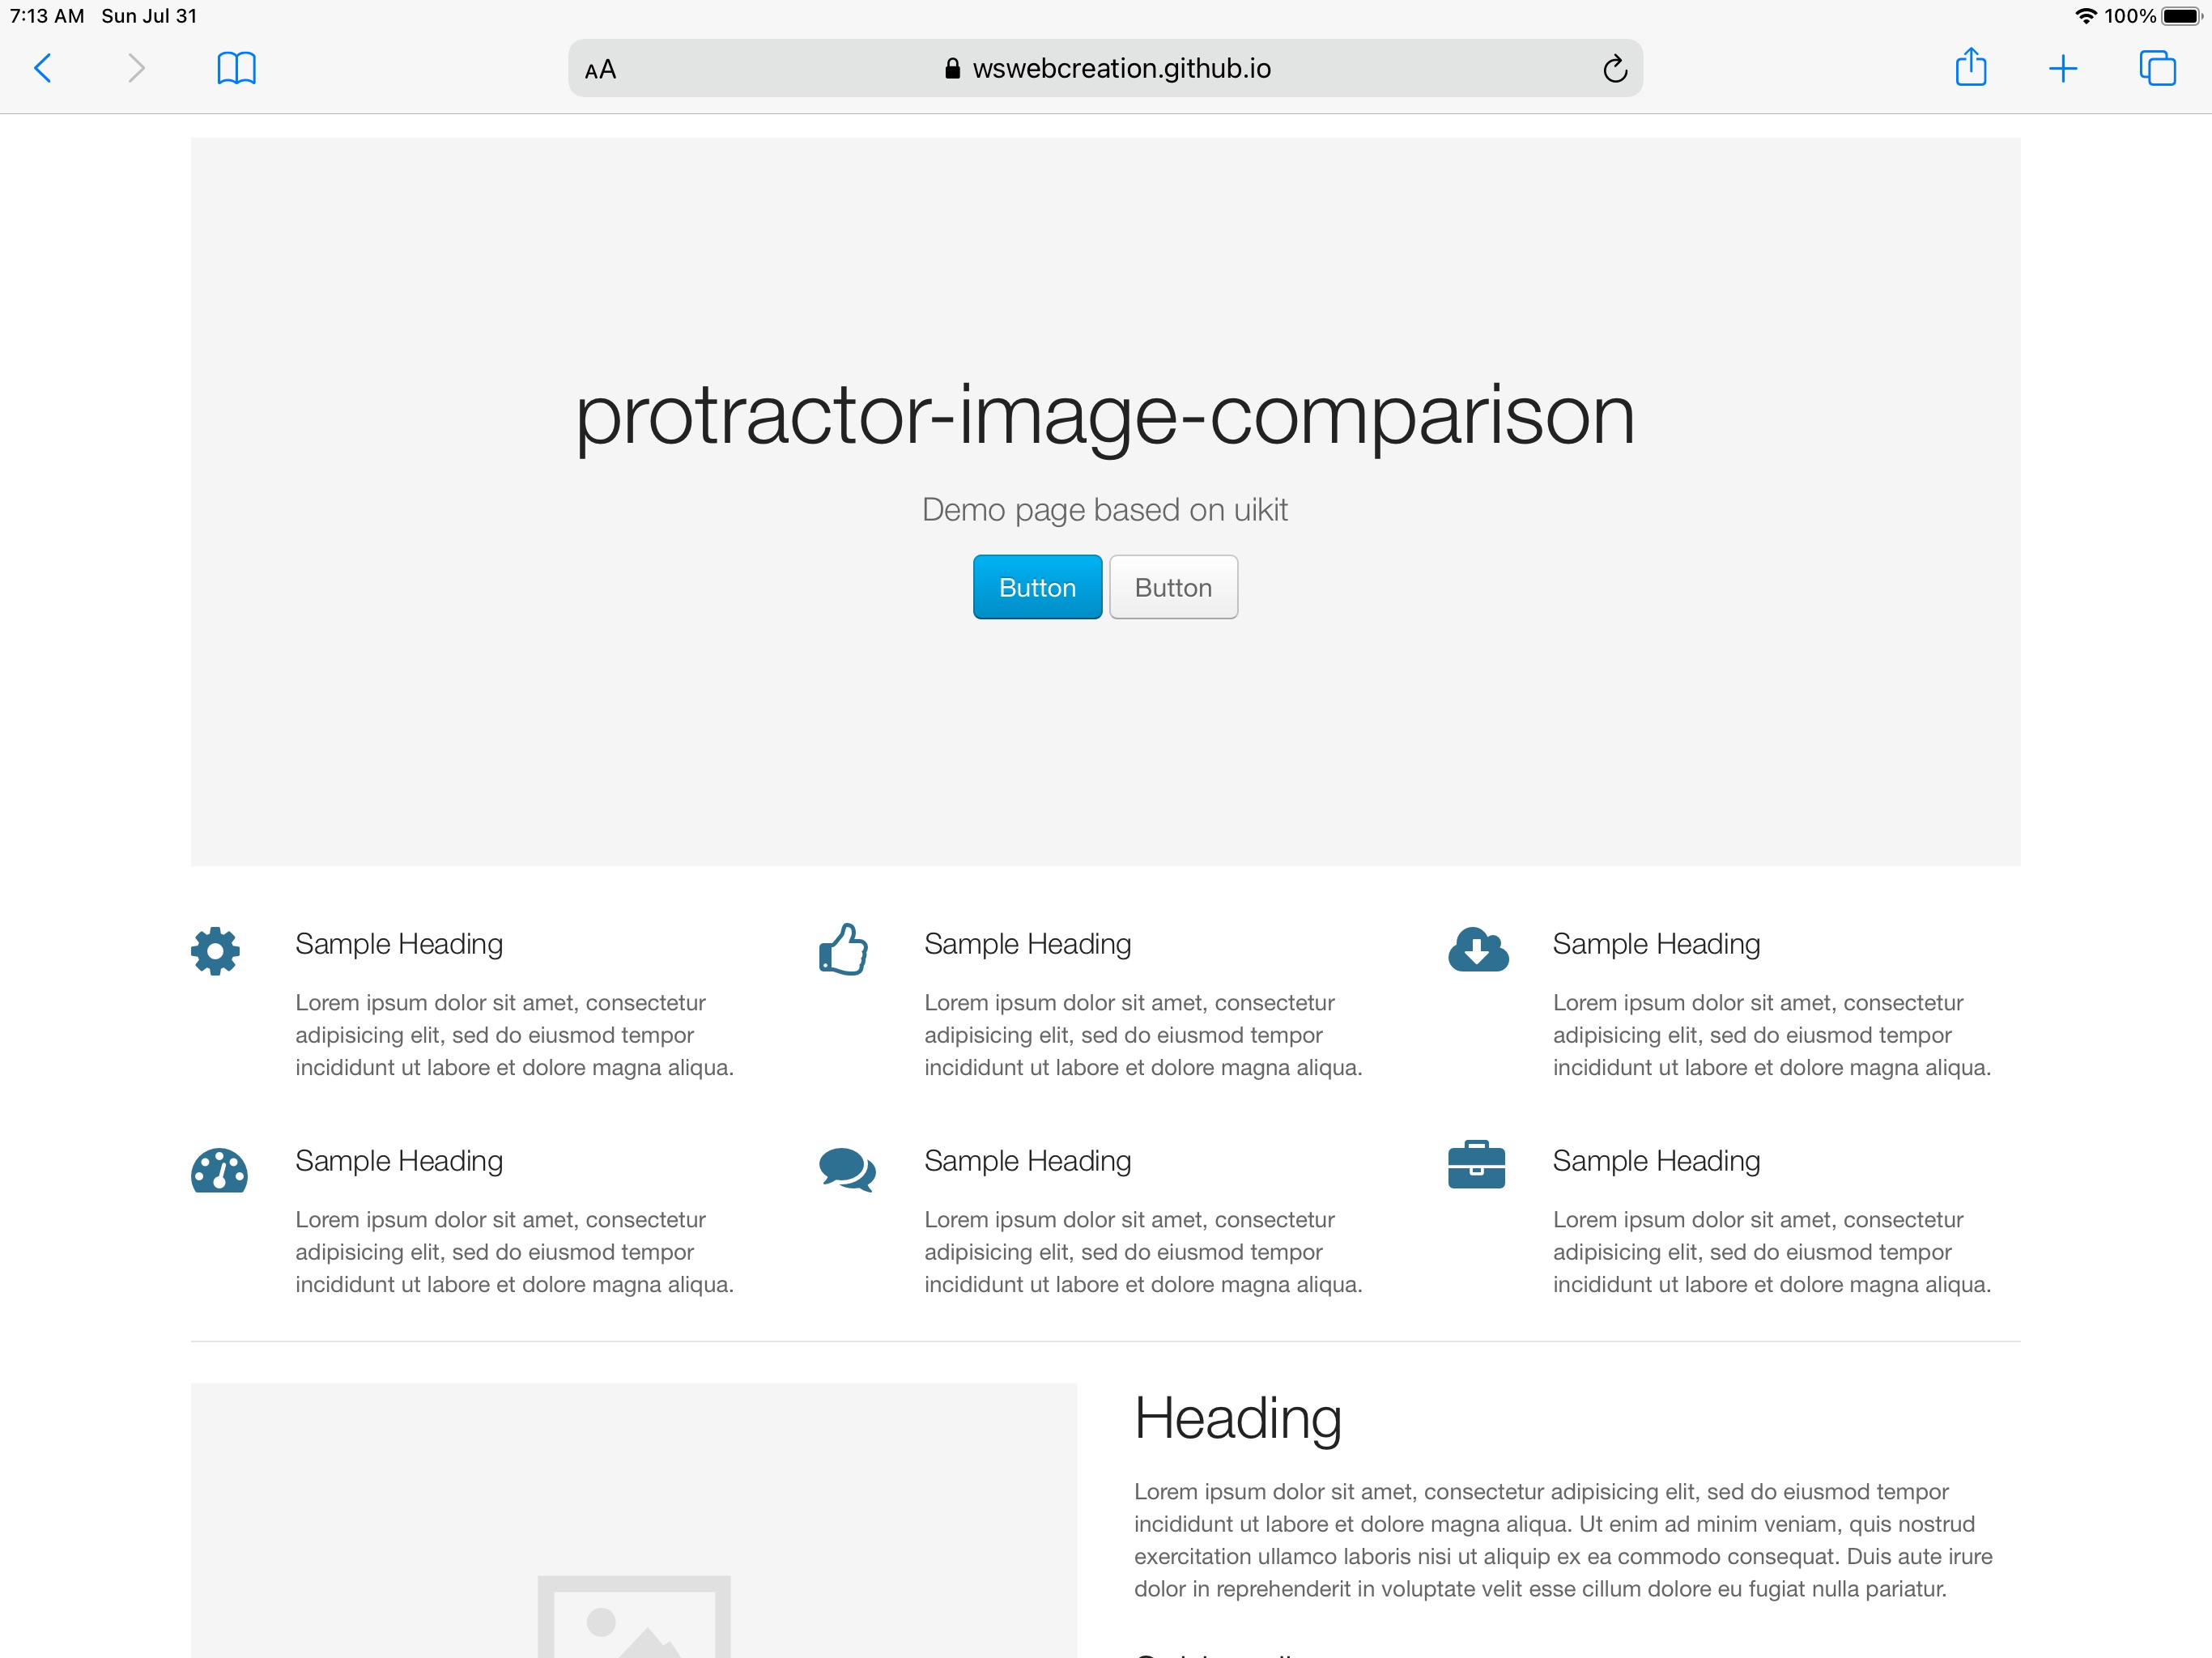 7:13 AM Sun Jul 31 100%
AA wswebcreation.github.io
protractor-image-comparison
Demo page based on uikit
Button Button
Sample Heading
Lorem ipsum dolor sit amet, consectetur
adipisicing elit, sed do eiusmod tempor
incididunt ut labore et dolore magna aliqua.
Sample Heading
Lorem ipsum dolor sit amet, consectetur
adipisicing elit, sed do eiusmod tempor
incididunt ut labore et dolore magna aliqua.
Sample Heading
Lorem ipsum dolor sit amet, consectetur
adipisicing elit, sed do eiusmod tempor
incididunt ut labore et dolore magna aliqua.
Sample Heading
Lorem ipsum dolor sit amet, consectetur
adipisicing elit, sed do eiusmod tempor
incididunt ut labore et dolore magna aliqua.
Sample Heading
Lorem ipsum dolor sit amet, consectetur
adipisicing elit, sed do eiusmod tempor
incididunt ut labore et dolore magna aliqua.
Sample Heading
Lorem ipsum dolor sit amet, consectetur
adipisicing elit, sed do eiusmod tempor
incididunt ut labore et dolore magna aliqua.
Heading
Lorem ipsum dolor sit amet, consectetur adipisicing elit, sed do eiusmod tempor
incididunt ut labore et dolore magna aliqua. Ut enim ad minim veniam, quis nostrud
exercitation ullamco laboris nisi ut aliquip ex ea commodo consequat. Duis aute irure
dolor in reprehenderit in voluptate velit esse cillum dolore eu fugiat nulla pariatur.